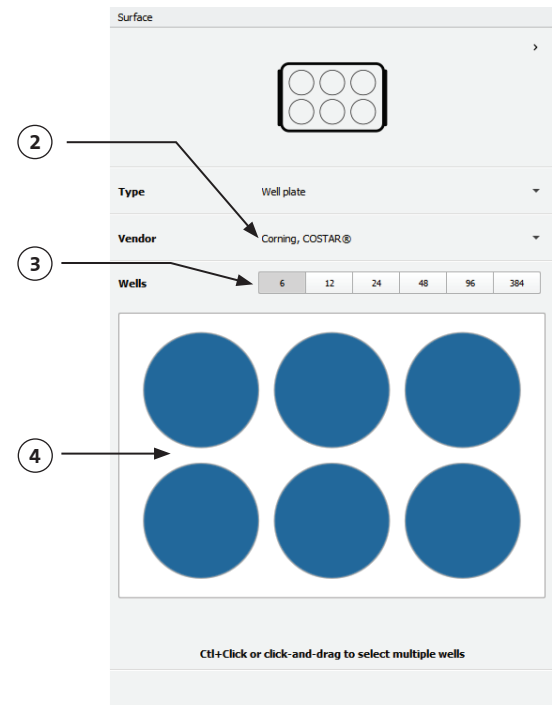 Surface
›
2
Type Well plate
Vendor Corning, COSTAR®
3
Wells 6 12 24 48 96 384
4
Ctl+Click or click-and-drag to select multiple wells